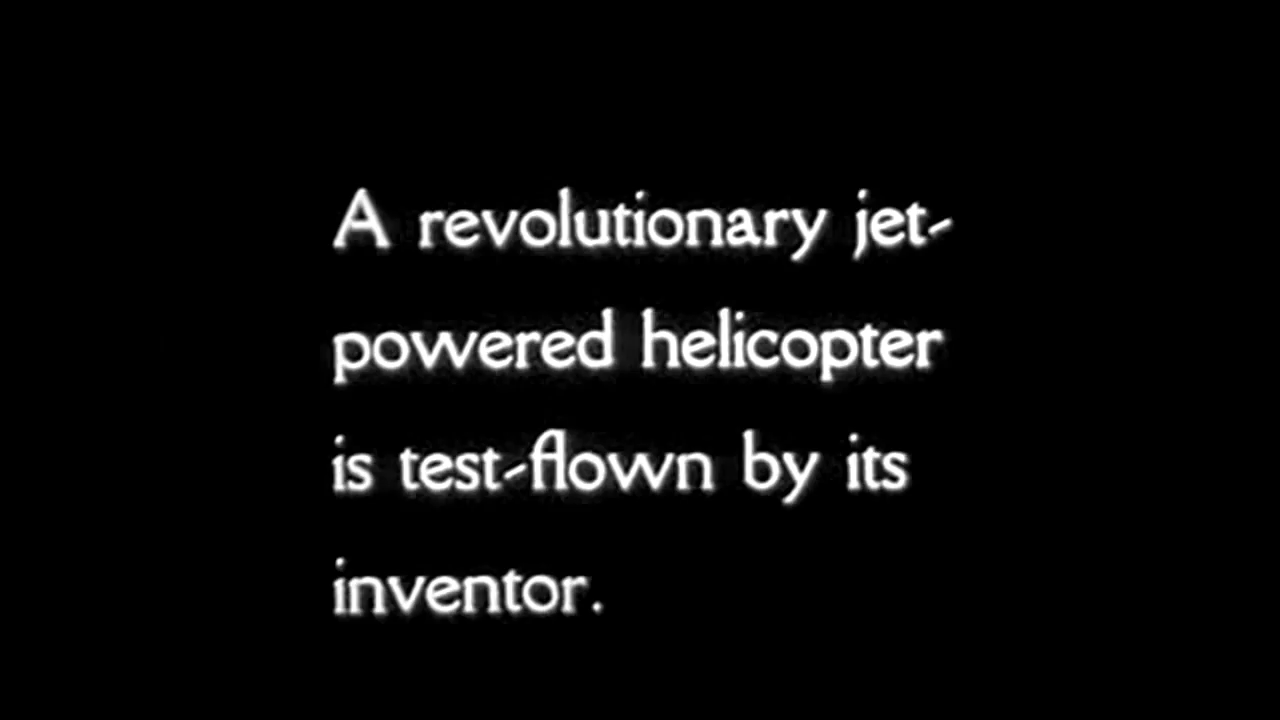 A revolutionary jet-
powered helicopter
is test-flown by its
inventor.